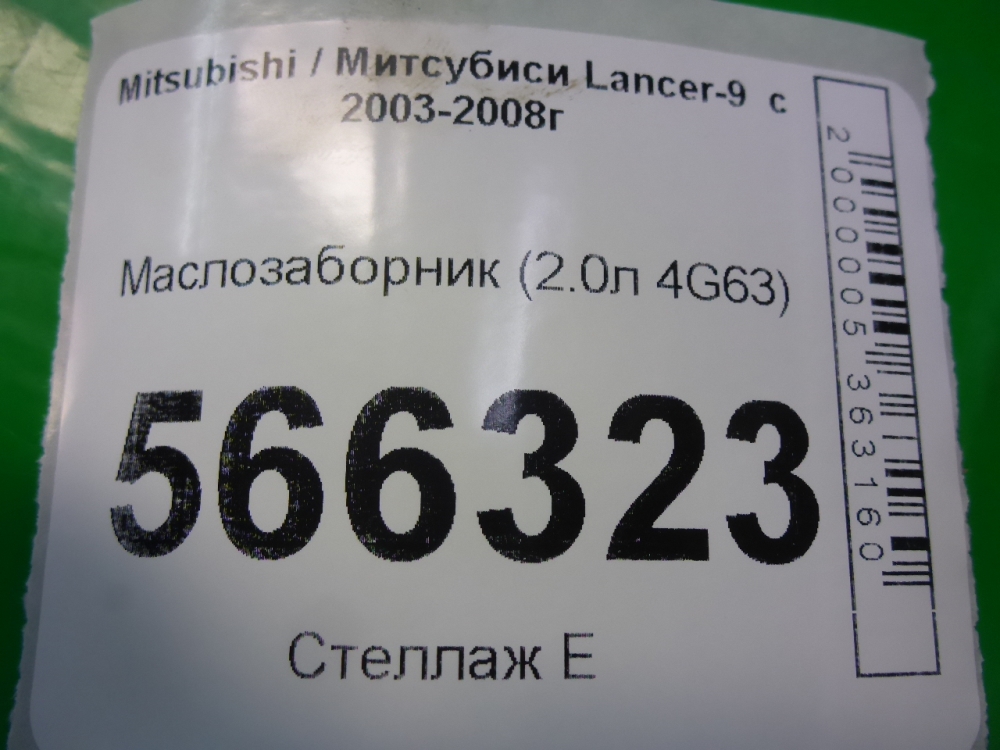 Mitsubishi / Митсубиси Lancer-9 с
2003-2008г
Маслозаборник (2.0л 4G63)
566323
Стеллаж Е
2000005363160